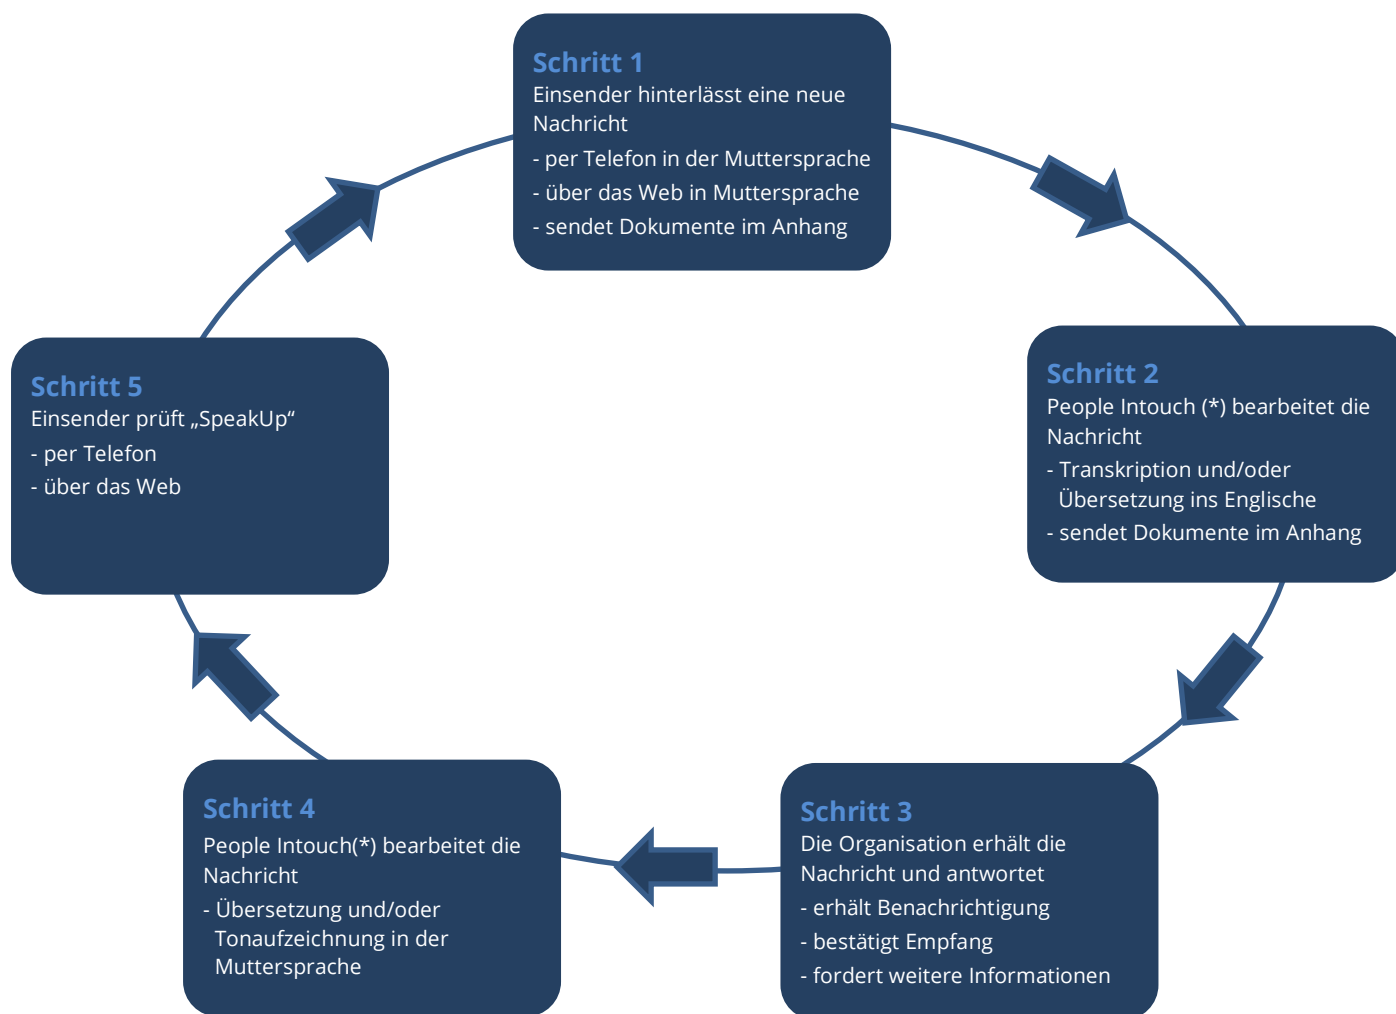 Schritt 1
Einsender hinterlässt eine neue
Nachricht
- per Telefon in der Muttersprache
- über das Web in Muttersprache
- sendet Dokumente im Anhang
Schritt 2
People Intouch (*) bearbeitet die
Nachricht
- Transkription und/oder
Übersetzung ins Englische
- sendet Dokumente im Anhang
Schritt 3
Die Organisation erhält die
Nachricht und antwortet
- erhält Benachrichtigung
- bestätigt Empfang
- fordert weitere Informationen
Schritt 4
People Intouch(*) bearbeitet die
Nachricht
- Übersetzung und/oder
Tonaufzeichnung in der
Muttersprache
Schritt 5
Einsender prüft „SpeakUp“
- per Telefon
- über das Web